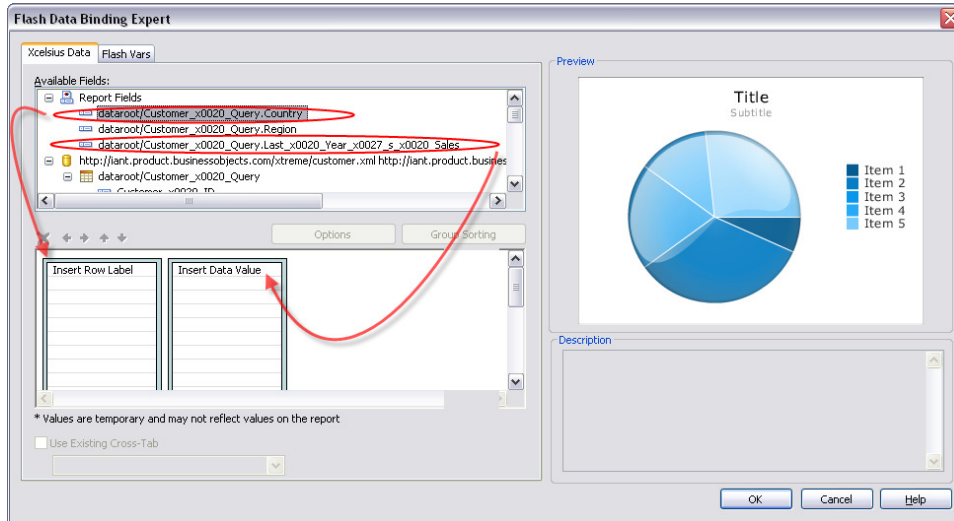 Flash Data Binding Expert
Xcelsius Data
Flash Vars
Available Fields:
Report Fields
dataroot/Customer_x0020_Query.Country
dataroot/Customer_x0020_Query.Region
dataroot/Customer_x0020_Query.Last_x0020_Year_x0027_s_x0020_Sales
http://iant.product.businessobjects.com/xtreme/customer.xml http://iant.product.busines
dataroot/Customer_x0020_Query
Customer_x0020_ID
Options
Group Sorting
Insert Row Label
Insert Data Value
* Values are temporary and may not reflect values on the report
Use Existing Cross-Tab
Preview
Title
Subtitle
Item 1
Item 2
Item 3
Item 4
Item 5
Description
OK
Cancel
Help